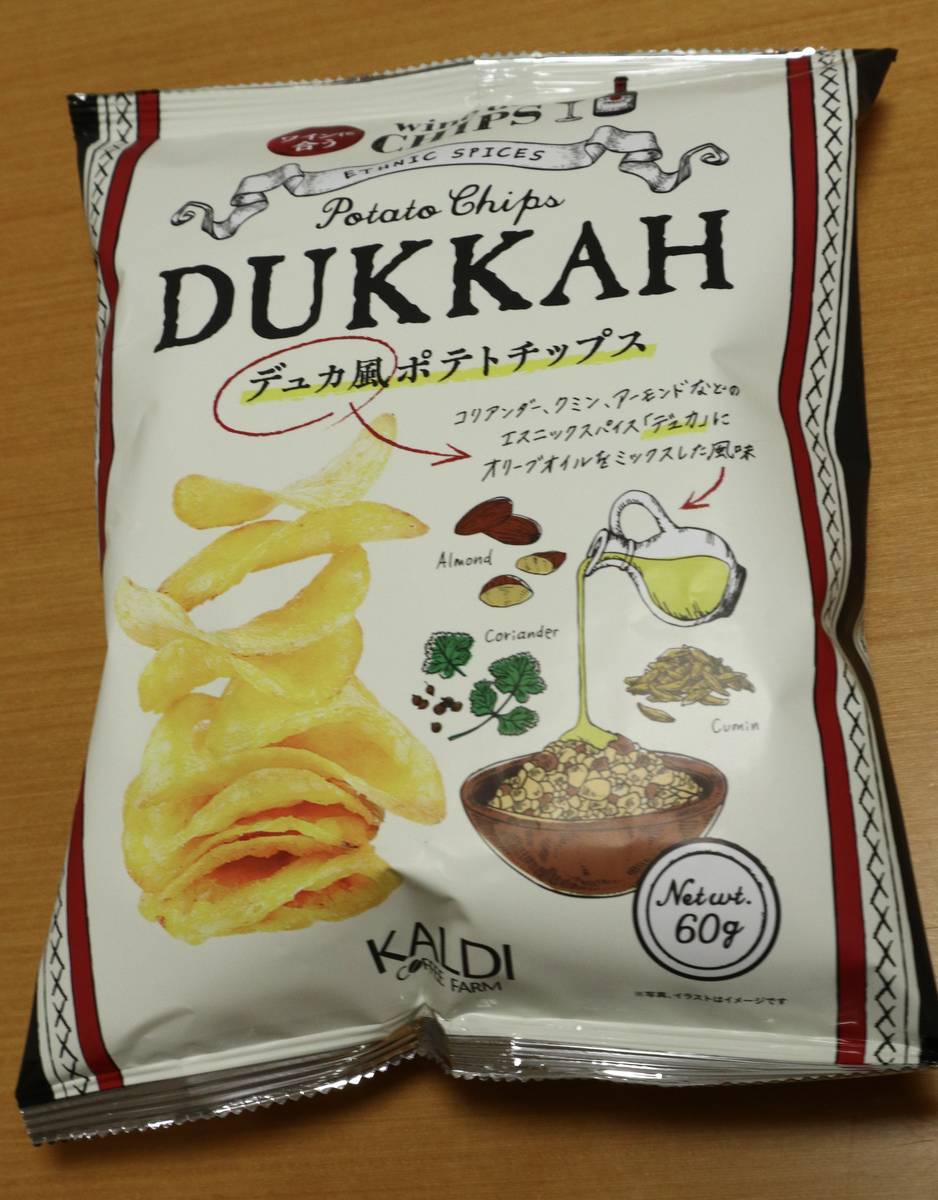 ワインに
合う
CHIPS
ETHNIC SPICES
Potato Chips
DUKKAH
デュカ風ポテトチップス
コリアンダー、クミン、アーモンドなどの
エスニックスパイス「デュカ」に
オリーブオイルをミックスした風味
Almond
Coriander
Cumin
Net wt.
60g
KALDI
COFFEE FARM
※写真、イラストはイメージです